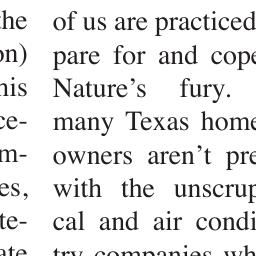 the
on)
his
ce-
m-
es,
te-
ate
of us are practiced
pare for and cope
Nature's fury.
many Texas home
owners aren't pre
with the unscrup
cal and air condi
try companies wh